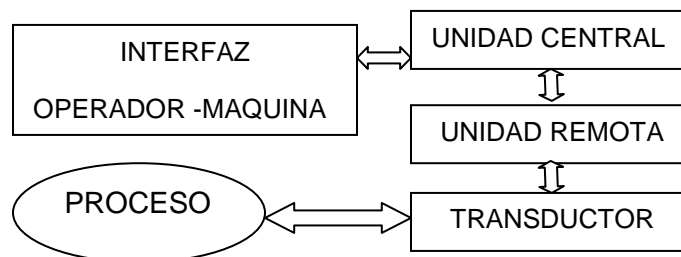 INTERFAZ
OPERADOR -MAQUINA
UNIDAD CENTRAL
UNIDAD REMOTA
PROCESO
TRANSDUCTOR